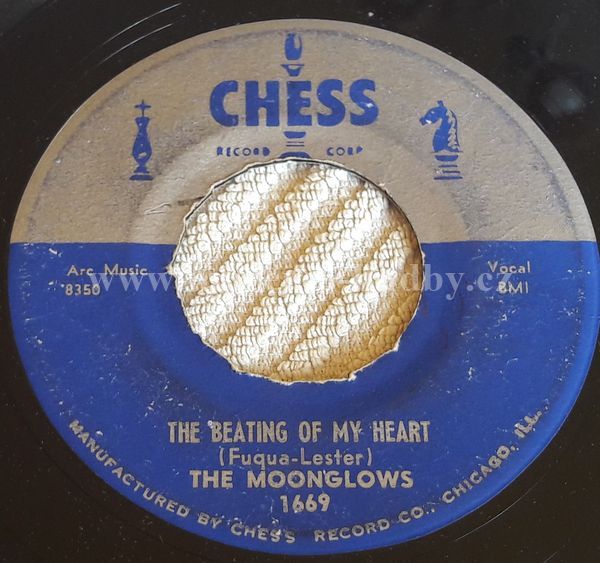 CHESS
RECORD CORP
Arc Music
8350
Vocal
BMI
THE BEATING OF MY HEART
(Fuqua-Lester)
THE MOONGLOWS
1669
MANUFACTURED BY CHESS RECORD CO., CHICAGO, ILL.